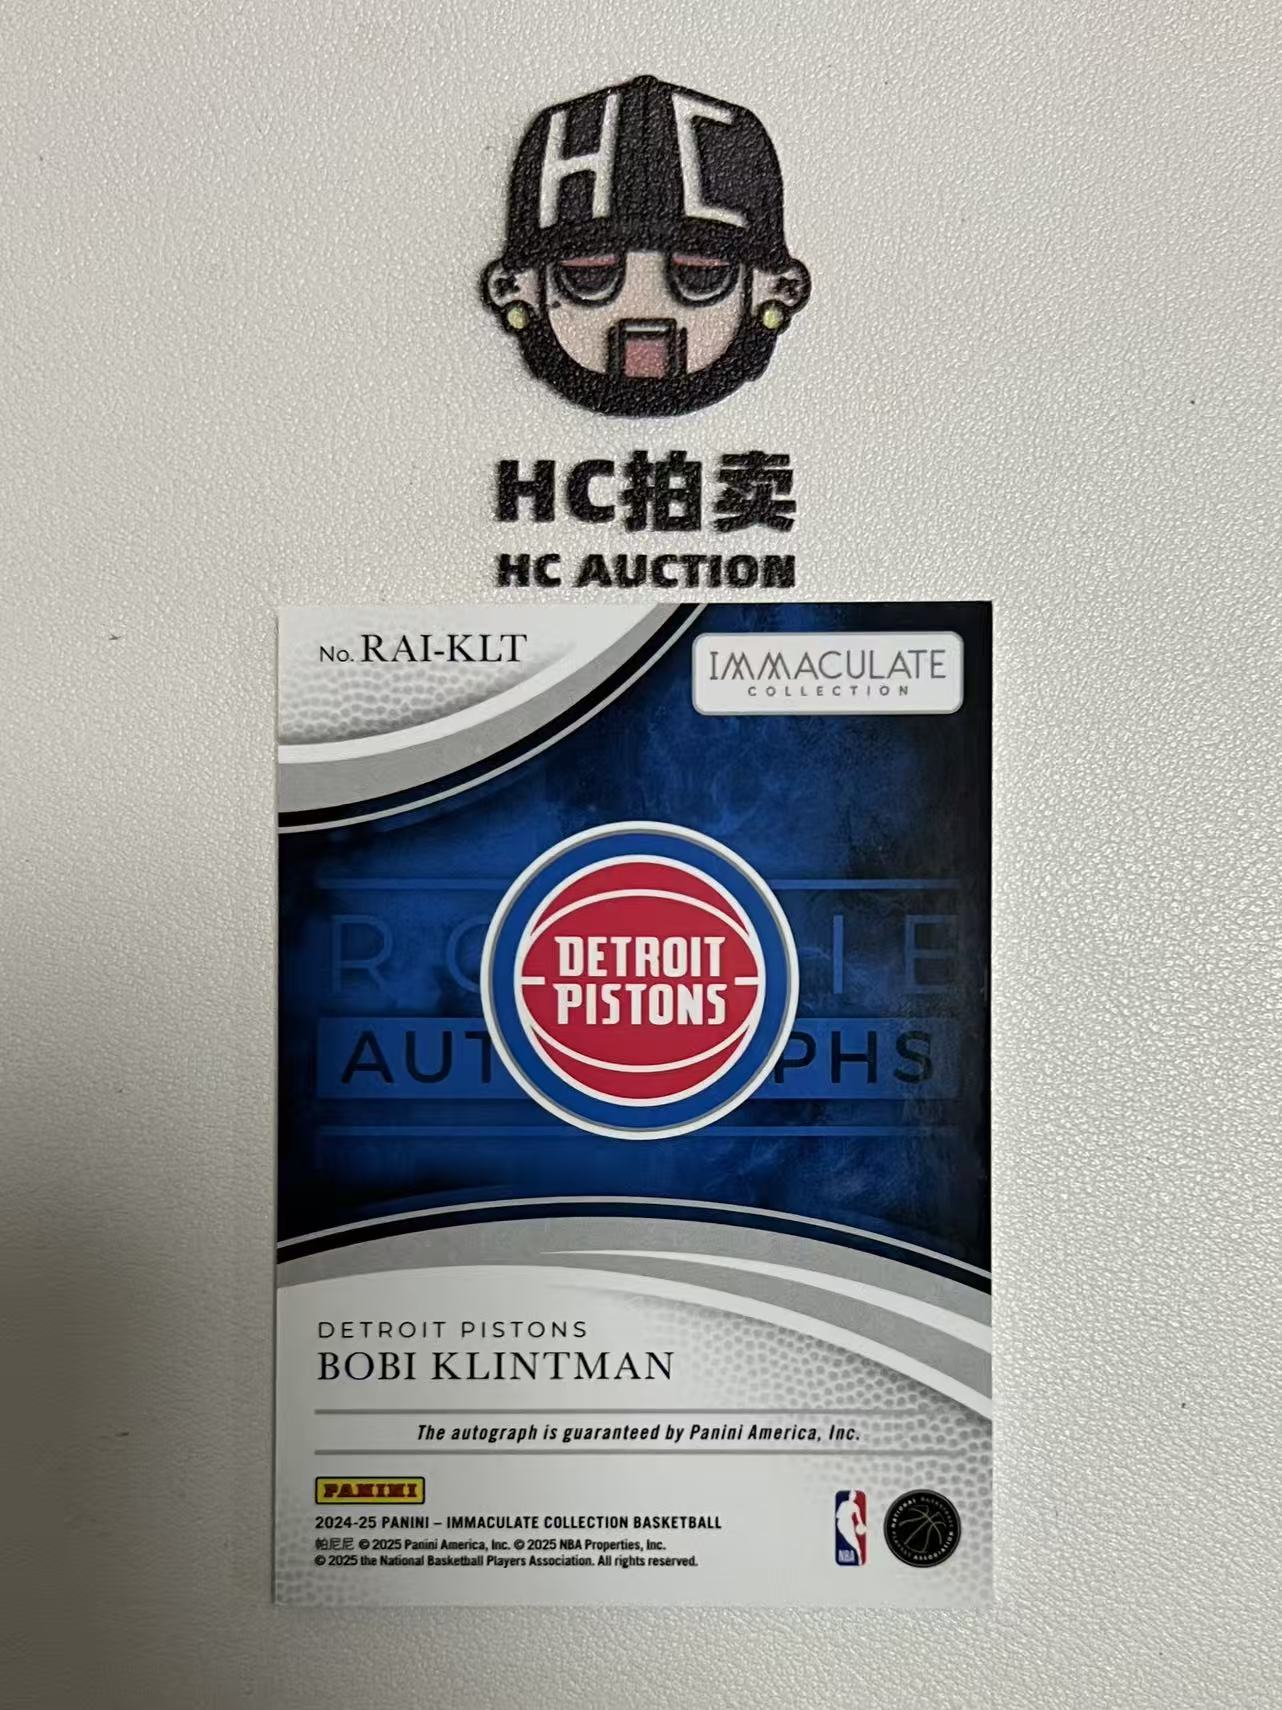 HC
HC拍卖
HC AUCTION
No. RAI-KLT
IMMACULATE
COLLECTION
DETROIT
PISTONS
DETROIT PISTONS
BOBI KLINTMAN
The autograph is guaranteed by Panini America, Inc.
PANINI
2024-25 PANINI – IMMACULATE COLLECTION BASKETBALL
帕尼尼 © 2025 Panini America, Inc. © 2025 NBA Properties, Inc.
© 2025 the National Basketball Players Association. All rights reserved.
NBA